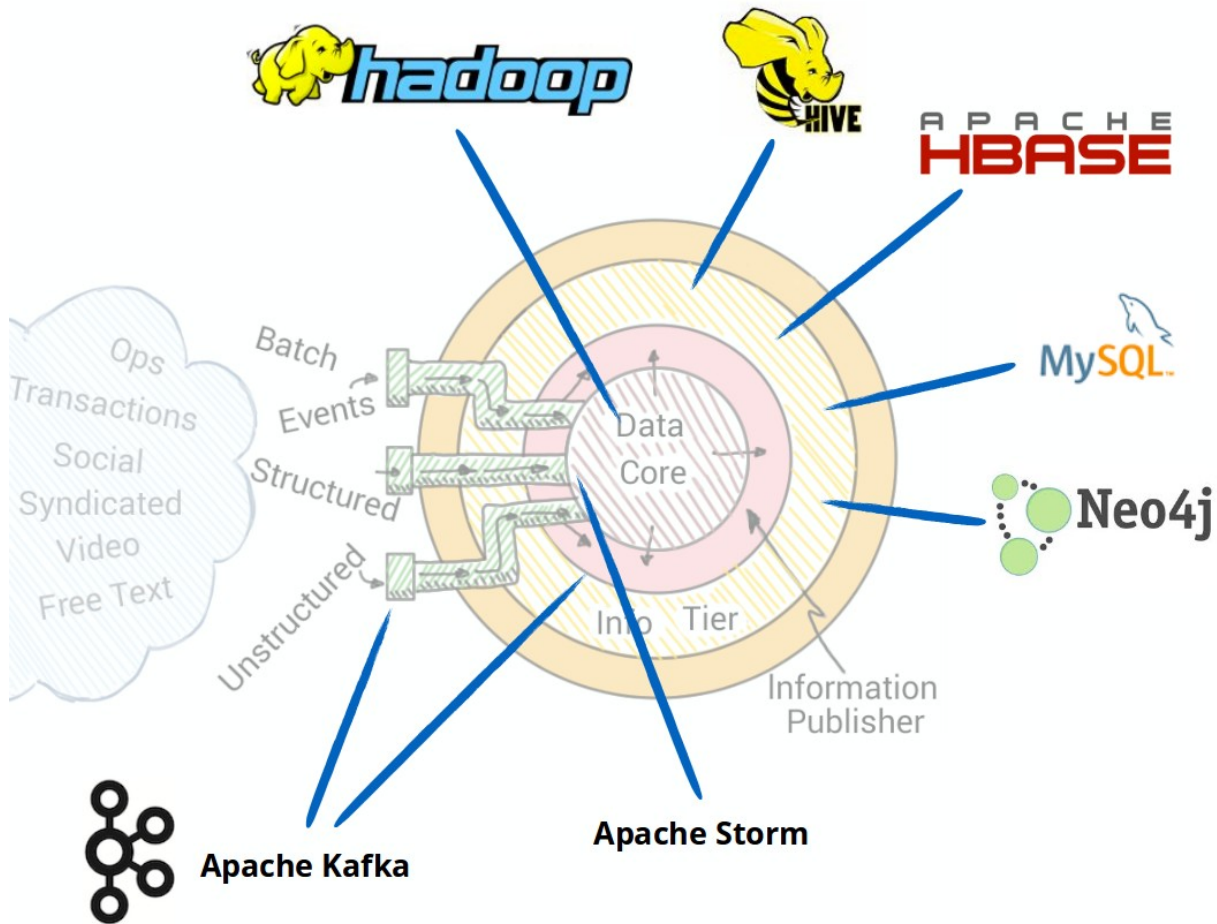 hadoop
HIVE
APACHE
HBASE
MySQL™
Neo4j
Ops
Transactions
Social
Syndicated
Video
Free Text
Batch
Events
Structured
Unstructured
Data
Core
Info Tier
Information
Publisher
Apache Kafka
Apache Storm